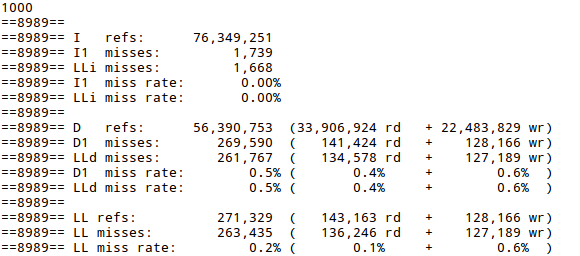 1000
==8989==
==8989== I   refs:      76,349,251
==8989== I1  misses:         1,739
==8989== LLi misses:         1,668
==8989== I1  miss rate:       0.00%
==8989== LLi miss rate:       0.00%
==8989==
==8989== D   refs:      56,390,753  (33,906,924 rd   + 22,483,829 wr)
==8989== D1  misses:       269,590  (   141,424 rd   +    128,166 wr)
==8989== LLd misses:       261,767  (   134,578 rd   +    127,189 wr)
==8989== D1  miss rate:        0.5% (       0.4%     +        0.6%  )
==8989== LLd miss rate:        0.5% (       0.4%     +        0.6%  )
==8989==
==8989== LL refs:          271,329  (   143,163 rd   +    128,166 wr)
==8989== LL misses:        263,435  (   136,246 rd   +    127,189 wr)
==8989== LL miss rate:         0.2% (       0.1%     +        0.6%  )